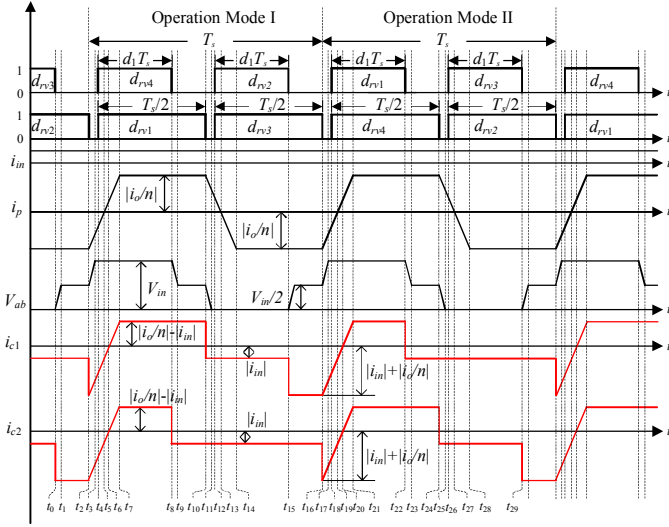 Operation Mode I Operation Mode II
T_s T_s
d_1T_s d_1T_s d_1T_s d_1T_s
1
d_rv3 d_rv4 d_rv2 d_rv1 d_rv3
0 t
T_s/2 T_s/2 T_s/2 T_s/2
1
d_rv2 d_rv1 d_rv3 d_rv4 d_rv2 d_rv1
0 t
i_in t
|i_o/n|
i_p t
|i_o/n|
V_in V_in/2
V_ab t
|i_o/n|-|i_in|
i_c1 t
|i_in| |i_in|+|i_o/n|
|i_o/n|-|i_in| |i_in|
i_c2 t
|i_in|+|i_o/n|
t_0 t_1 t_2 t_3 t_4 t_5 t_6 t_7 t_8 t_9 t_10 t_11 t_12 t_13 t_14 t_15 t_16 t_17 t_18 t_19 t_20 t_21 t_22 t_23 t_24 t_25 t_26 t_27 t_28 t_29